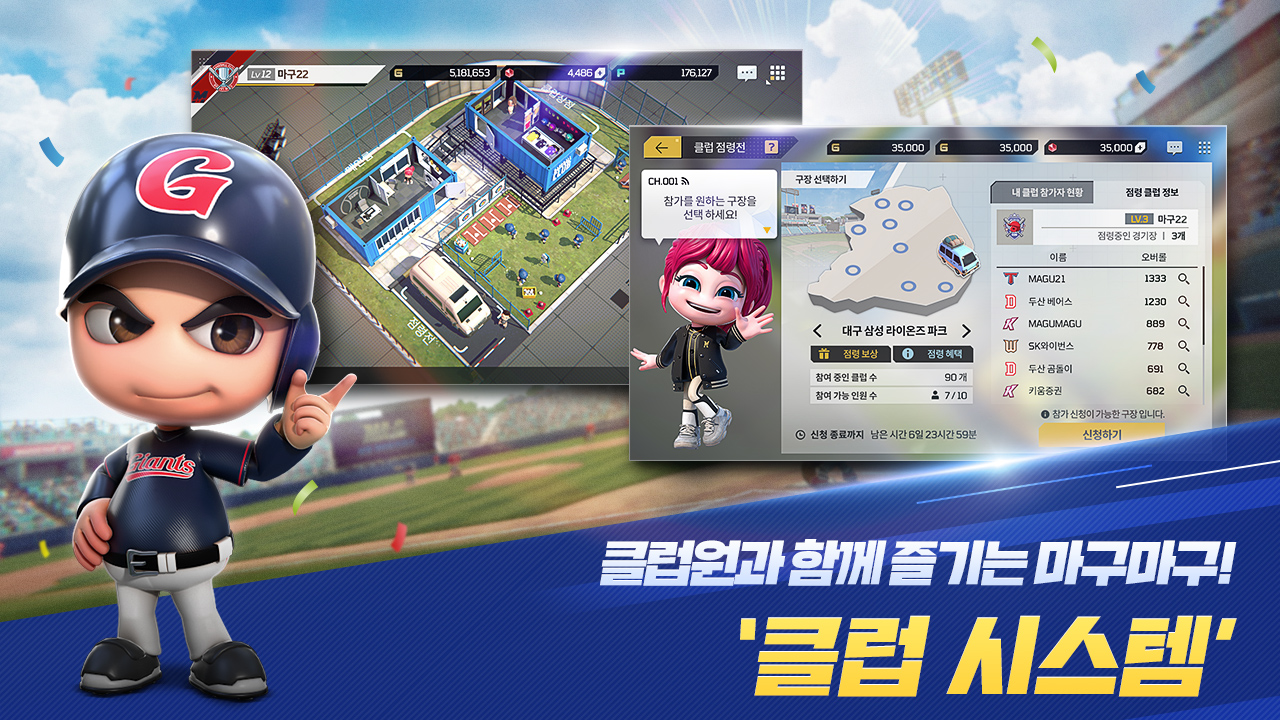 Lv 12 마구22
G 5,181,653
4,486
P 176,127
클럽상점
점령전
G
Giants
클럽 점령전 ?
G 35,000
G 35,000
35,000
CH.001
참가를 원하는 구장을
선택 하세요!
구장 선택하기
대구 삼성 라이온즈 파크
점령 보상
점령 혜택
참여 중인 클럽 수 90 개
참여 가능 인원 수 7 / 10
신청 종료까지 남은 시간 6일 23시간 59분
내 클럽 참가자 현황
점령 클럽 정보
LV.3 마구22
점령중인 경기장 | 3개
이름 오버롤
MAGU21 1333
두산 베어스 1230
MAGUMAGU 889
SK와이번스 778
두산 곰돌이 691
키움증권 682
참가 신청이 가능한 구장 입니다.
신청하기
클럽원과 함께 즐기는 마구마구!
'클럽 시스템'